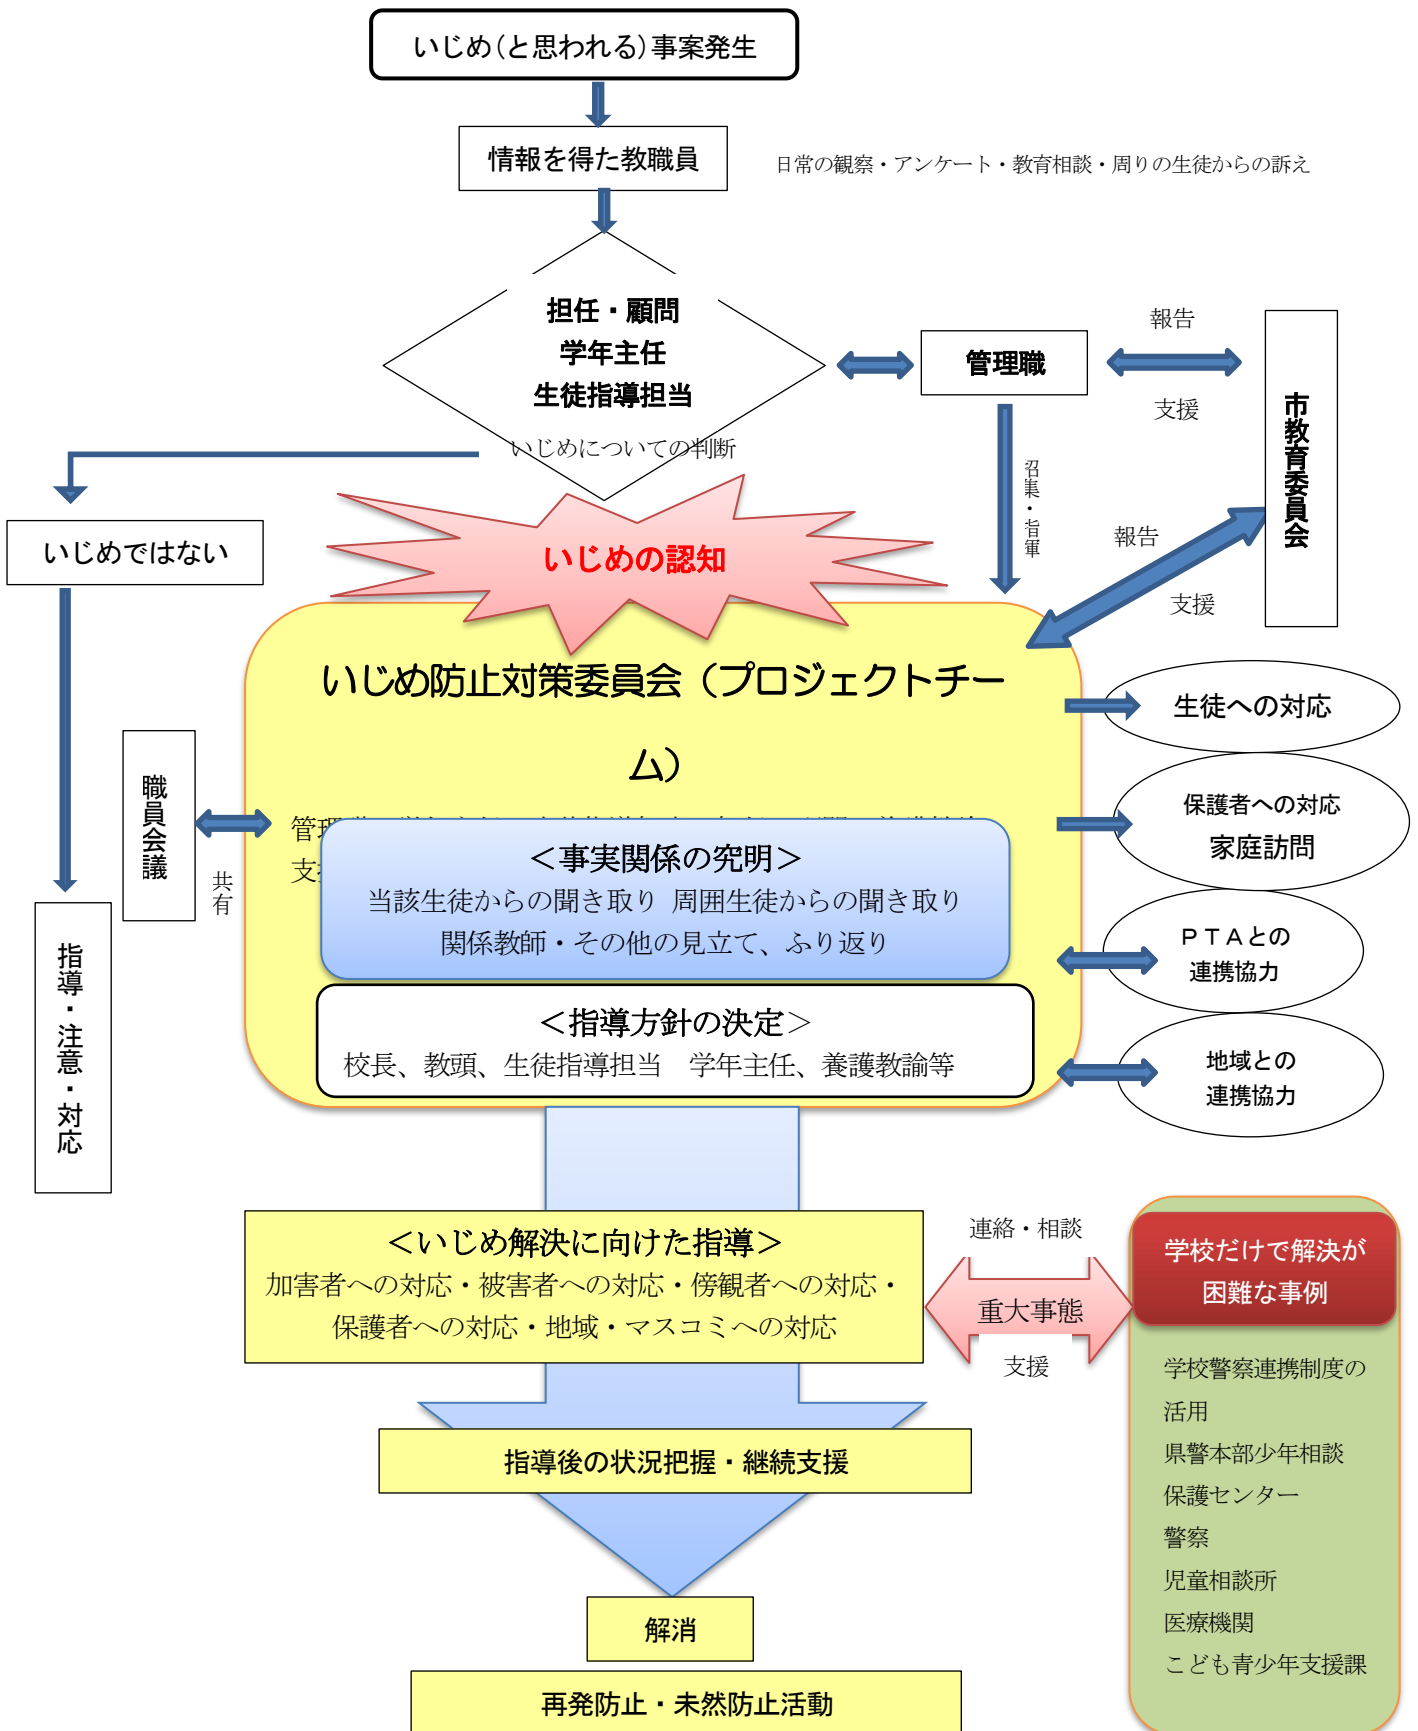 いじめ(と思われる)事案発生
情報を得た教職員
日常の観察・アンケート・教育相談・周りの生徒からの訴え
担任・顧問
学年主任
生徒指導担当
いじめについての判断
管理職
報告
支援
市教育委員会
招集・指揮
いじめではない
いじめの認知
報告
支援
いじめ防止対策委員会(プロジェクトチー
ム)
管理
支
職員会議
共有
指導・注意・対応
<事実関係の究明>
当該生徒からの聞き取り 周囲生徒からの聞き取り
関係教師・その他の見立て、ふり返り
<指導方針の決定>
校長、教頭、生徒指導担当 学年主任、養護教諭等
生徒への対応
保護者への対応
家庭訪問
PTAとの
連携協力
地域との
連携協力
<いじめ解決に向けた指導>
加害者への対応・被害者への対応・傍観者への対応・
保護者への対応・地域・マスコミへの対応
連絡・相談
重大事態
支援
学校だけで解決が
困難な事例
学校警察連携制度の
活用
県警本部少年相談
保護センター
警察
児童相談所
医療機関
こども青少年支援課
指導後の状況把握・継続支援
解消
再発防止・未然防止活動